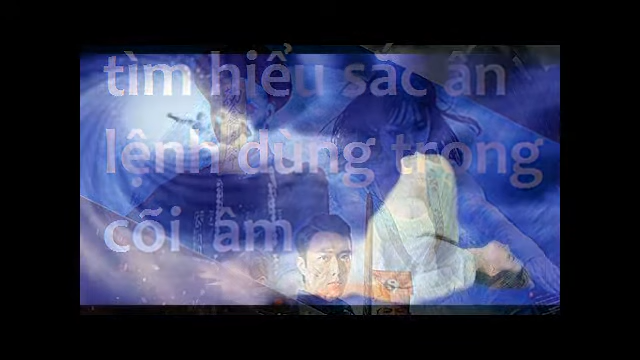 tìm hiểu sắc ấn
lệnh dùng trong
cõi âm